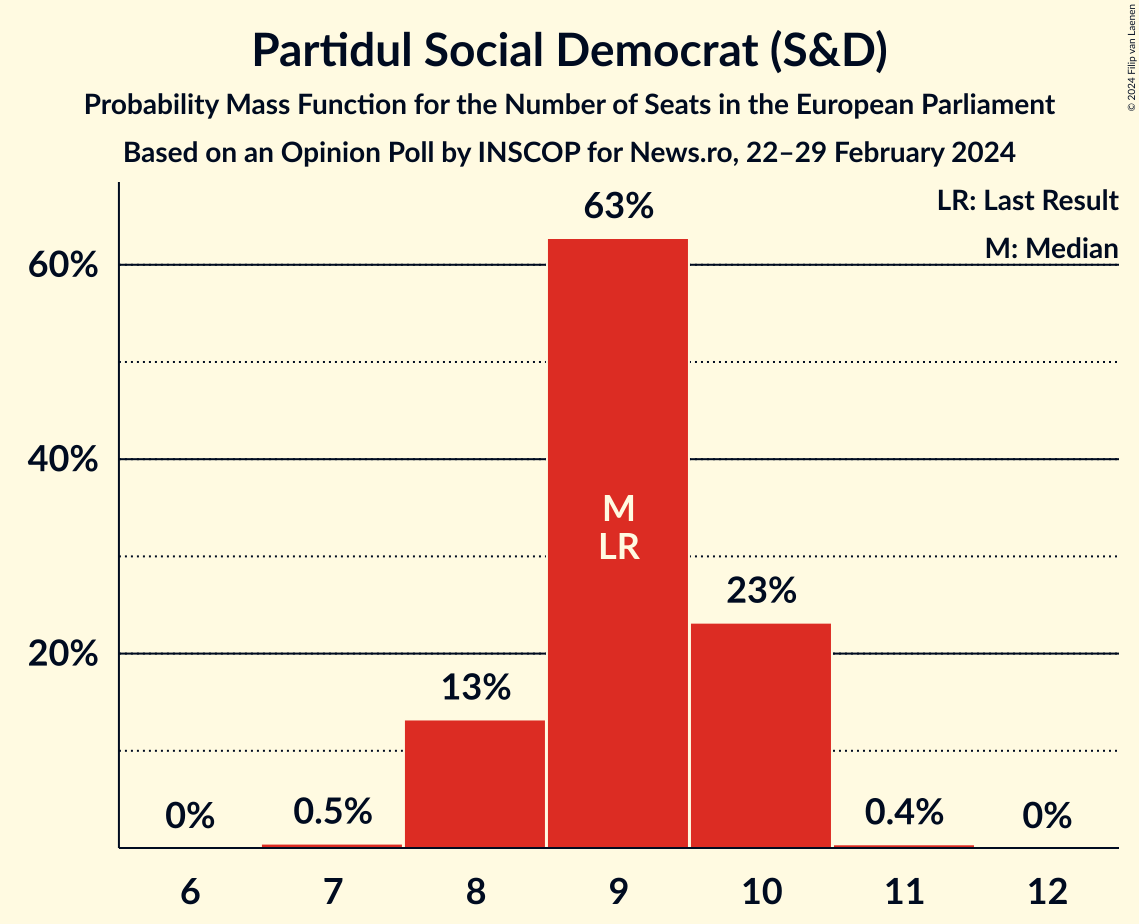 Partidul Social Democrat (S&D)
Probability Mass Function for the Number of Seats in the European Parliament
Based on an Opinion Poll by INSCOP for News.ro, 22–29 February 2024
© 2024 Filip van Laenen
LR: Last Result
M: Median
63%
60%
40%
M
LR
23%
20%
13%
0%
0.5%
0.4%
0%
6
7
8
9
10
11
12